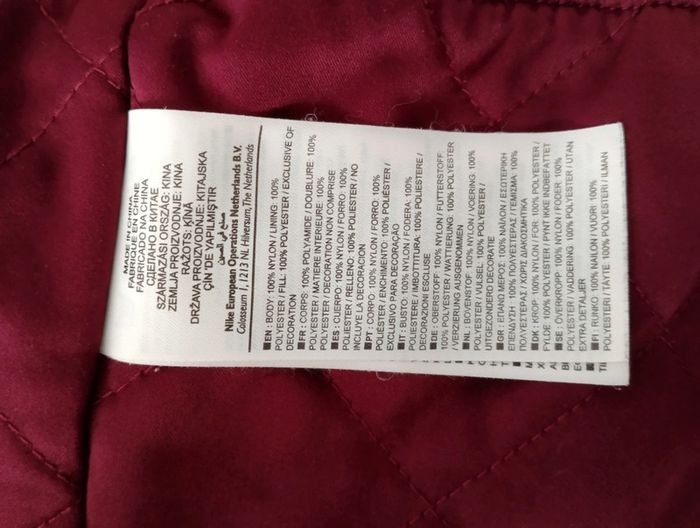 MADE IN CHINA
FABRIQUE EN CHINE
FABRICADO NA CHINA
СДЕЛАНО В КИТАЕ
SZÁRMAZÁSI ORSZÁG: KÍNA
ZEMLJA PROIZVODNJE: KINA
RAŽOTS: ĶĪNĀ
DRŽAVA PROIZVODNJE: KITAJSKA
ÇİN'DE YAPILMIŞTIR
صنع في الصين
Nike European Operations Netherlands B.V.
Colosseum 1, 1213 NL Hilversum, The Netherlands
EN : BODY: 100% NYLON / LINING: 100%
POLYESTER / FILL: 100% POLYESTER / EXCLUSIVE OF
DECORATION
FR : CORPS: 100% POLYAMIDE / DOUBLURE: 100%
POLYESTER / MATIERE INTERIEURE: 100%
POLYESTER / DECORATION NON COMPRISE
ES : CUERPO: 100% NYLON / FORRO: 100%
POLIÉSTER / RELLENO: 100% POLIÉSTER / NO
INCLUYE LA DECORACION
PT : CORPO: 100% NYLON / FORRO: 100%
POLIÉSTER / ENCHIMENTO: 100% POLIÉSTER /
EXCLUSIVO PARA DECORAÇÃO
IT : BUSTO: 100% NYLON / FODERA: 100%
POLIESTERE / IMBOTTITURA: 100% POLIESTERE /
DECORAZIONI ESCLUSE
DE : OBERSTOFF: 100% NYLON / FUTTERSTOFF:
100% POLYESTER / WATTIERUNG: 100% POLYESTER
/ VERZIERUNG AUSGENOMMEN
NL : BOVENSTOF: 100% NYLON / VOERING: 100%
POLYESTER / VULSEL: 100% POLYESTER /
UITGEZONDERD DECORATIE
GR : ΕΠΑΝΩ ΜΕΡΟΣ: 100% ΝΑΪΛΟΝ / ΕΣΩΤΕΡΙΚΗ
ΕΠΕΝΔΥΣΗ: 100% ΠΟΛΥΕΣΤΕΡΑΣ / ΓΕΜΙΣΜΑ: 100%
ΠΟΛΥΕΣΤΕΡΑΣ / ΧΩΡΙΣ ΔΙΑΚΟΣΜΗΤΙΚΑ
DK : KROP: 100% NYLON / FOR: 100% POLYESTER /
FYLDE: 100% POLYESTER / PYNT IKKE INDBEFATTET
SE : ÖVERKROPP: 100% NYLON / FODER: 100%
POLYESTER / VADDERING: 100% POLYESTER / UTAN
EXTRA DETALJER
FI : RUNKO: 100% NAILON / VUORI: 100%
POLYESTERI / TÄYTE: 100% POLYESTERI / ILMAN